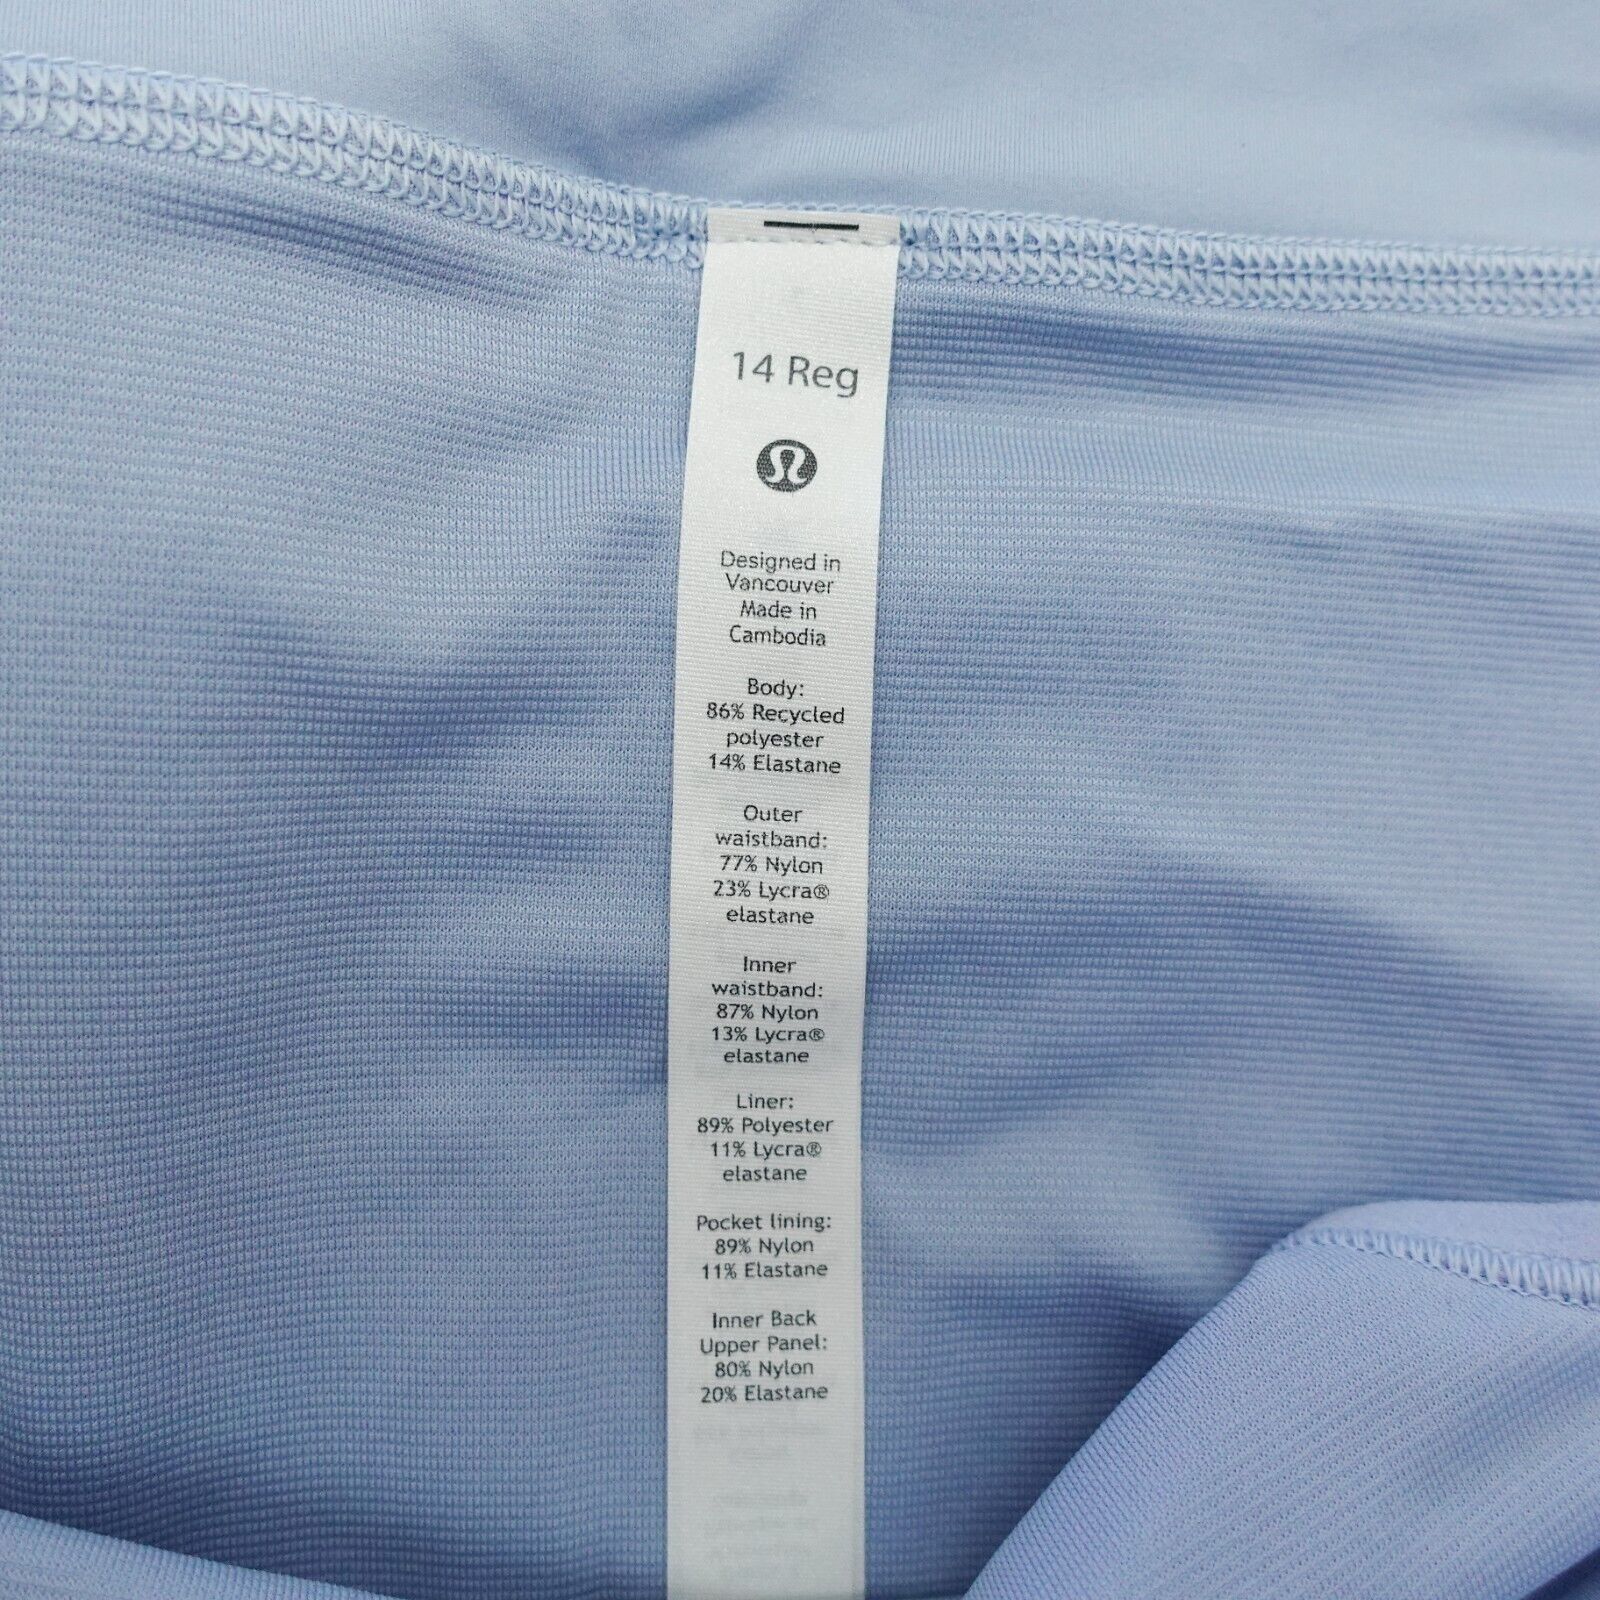 14 Reg
Designed in
Vancouver
Made in
Cambodia
Body:
86% Recycled
polyester
14% Elastane
Outer
waistband:
77% Nylon
23% Lycra®
elastane
Inner
waistband:
87% Nylon
13% Lycra®
elastane
Liner:
89% Polyester
11% Lycra®
elastane
Pocket lining:
89% Nylon
11% Elastane
Inner Back
Upper Panel:
80% Nylon
20% Elastane